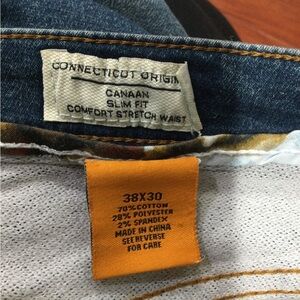 CONNECTICUT ORIGIN
CANAAN
SLIM FIT
COMFORT STRETCH WAIST
38X30
70%COTTON
28% POLYESTER
2% SPANDEX
MADE IN CHINA
SEE REVERSE
FOR CARE